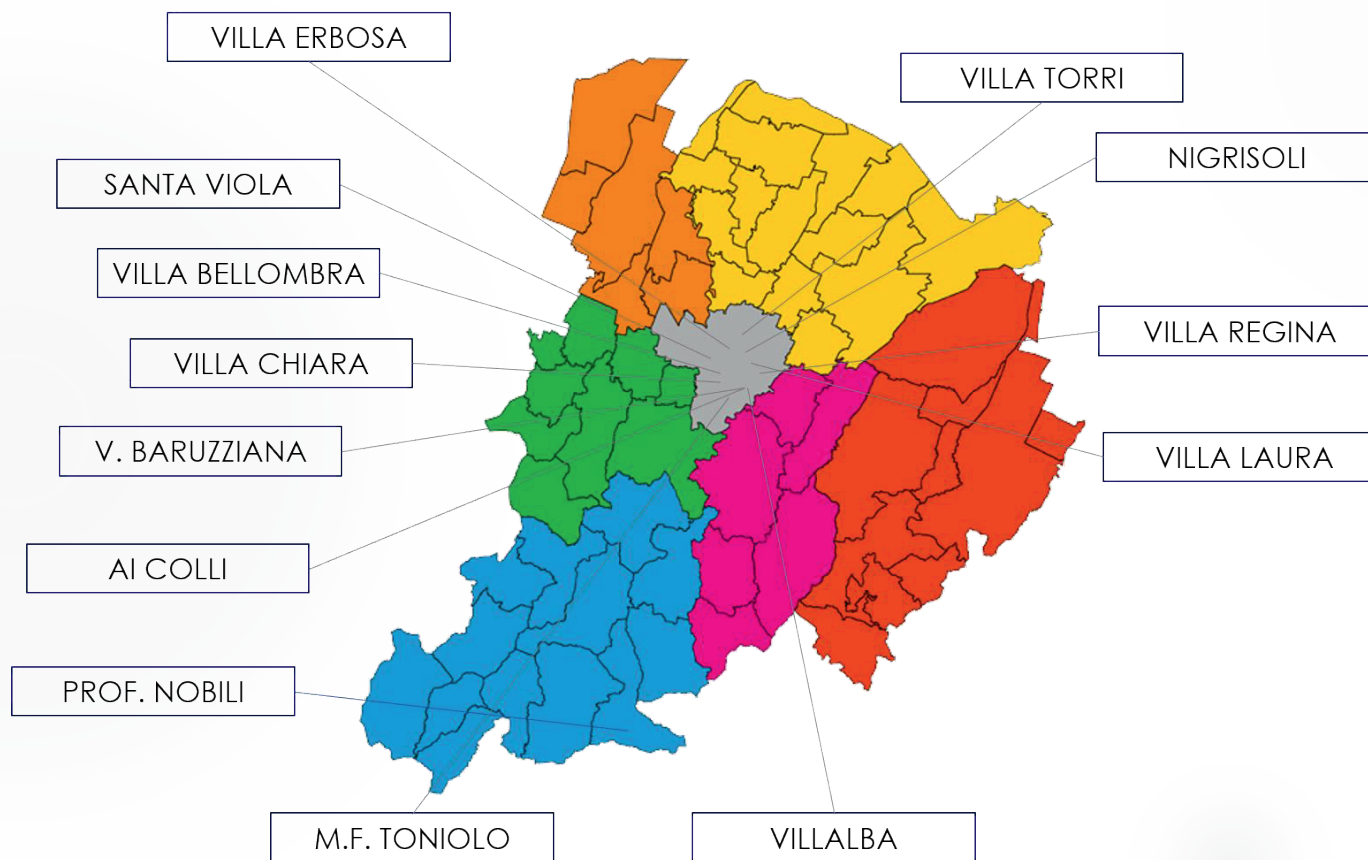 VILLA ERBOSA
VILLA TORRI
NIGRISOLI
SANTA VIOLA
VILLA BELLOMBRA
VILLA REGINA
VILLA CHIARA
V. BARUZZIANA
VILLA LAURA
AI COLLI
PROF. NOBILI
M.F. TONIOLO
VILLALBA